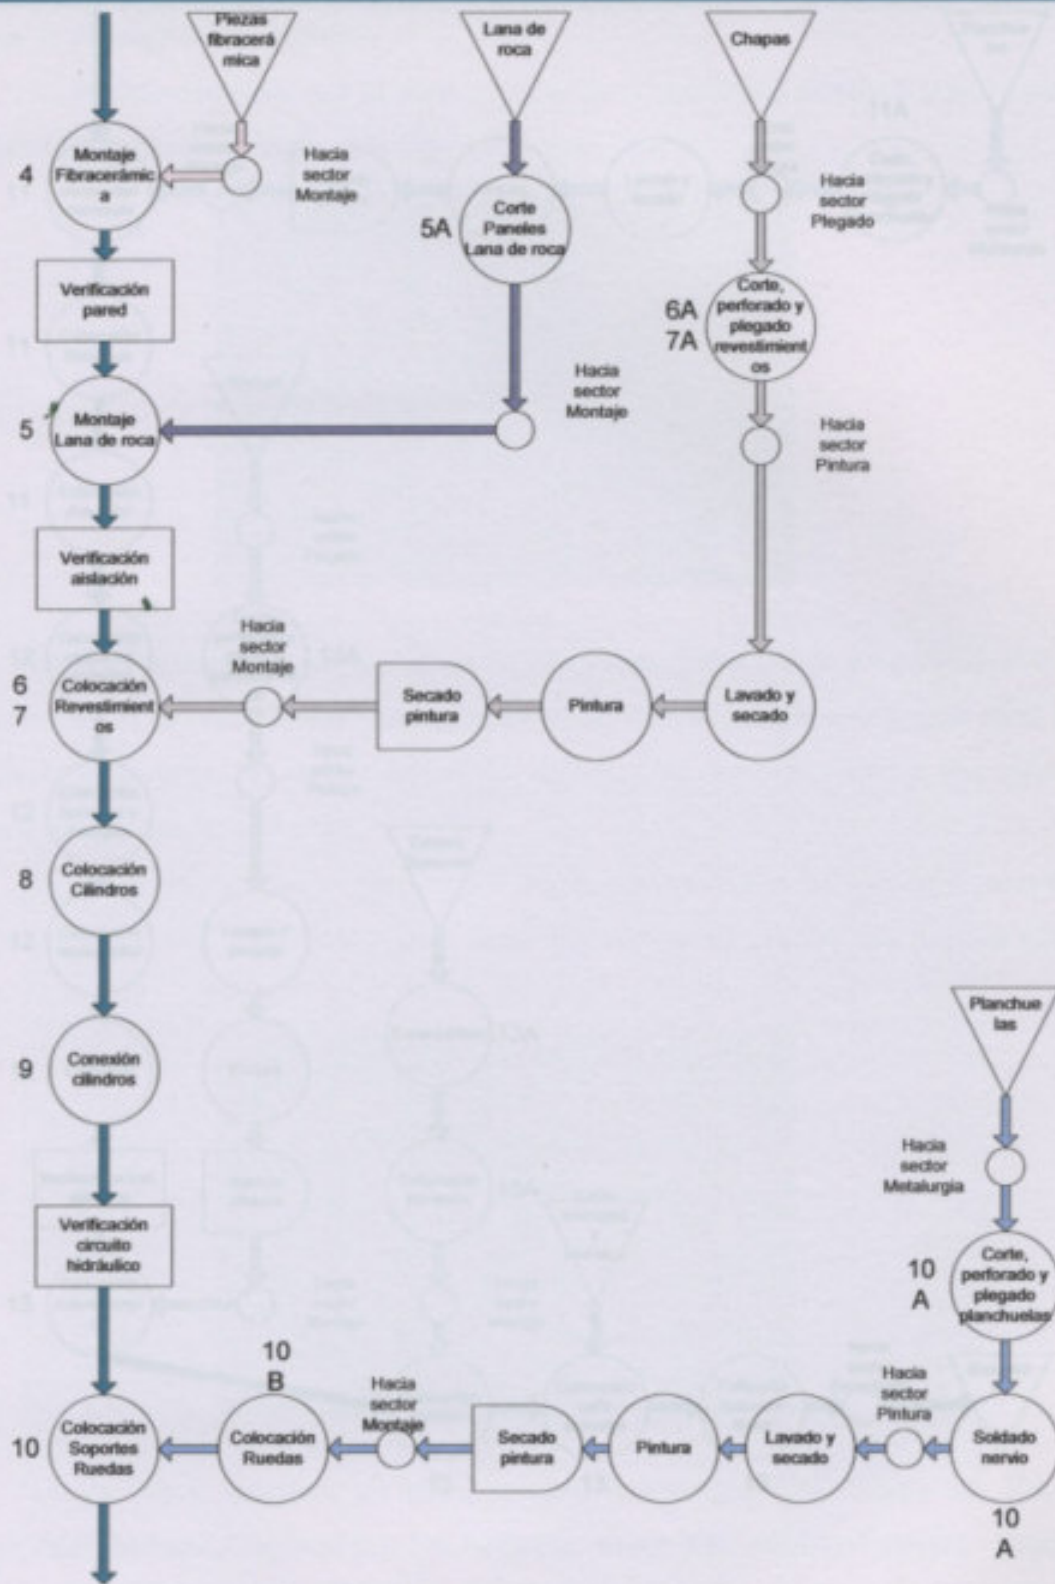 Piezas
fibracerá
mica
Lana de
roca
Chapas
4
Montaje
Fibracerámic
a
Hacia
sector
Montaje
5A
Corte
Paneles
Lana de roca
Hacia
sector
Plegado
Verificación
pared
6A
7A
Corte,
perforado y
plegado
revestimient
os
5
Montaje
Lana de roca
Hacia
sector
Montaje
Hacia
sector
Pintura
Verificación
aislación
6
7
Colocación
Revestimient
os
Hacia
sector
Montaje
Secado
pintura
Pintura
Lavado y
secado
8
Colocación
Cilindros
9
Conexión
cilindros
Planchue
las
Hacia
sector
Metalurgia
Verificación
circuito
hidráulico
10
A
Corte,
perforado y
plegado
planchuelas
10
Colocación
Soportes
Ruedas
10
B
Colocación
Ruedas
Hacia
sector
Montaje
Secado
pintura
Pintura
Lavado y
secado
Hacia
sector
Pintura
Soldado
nervio
10
A